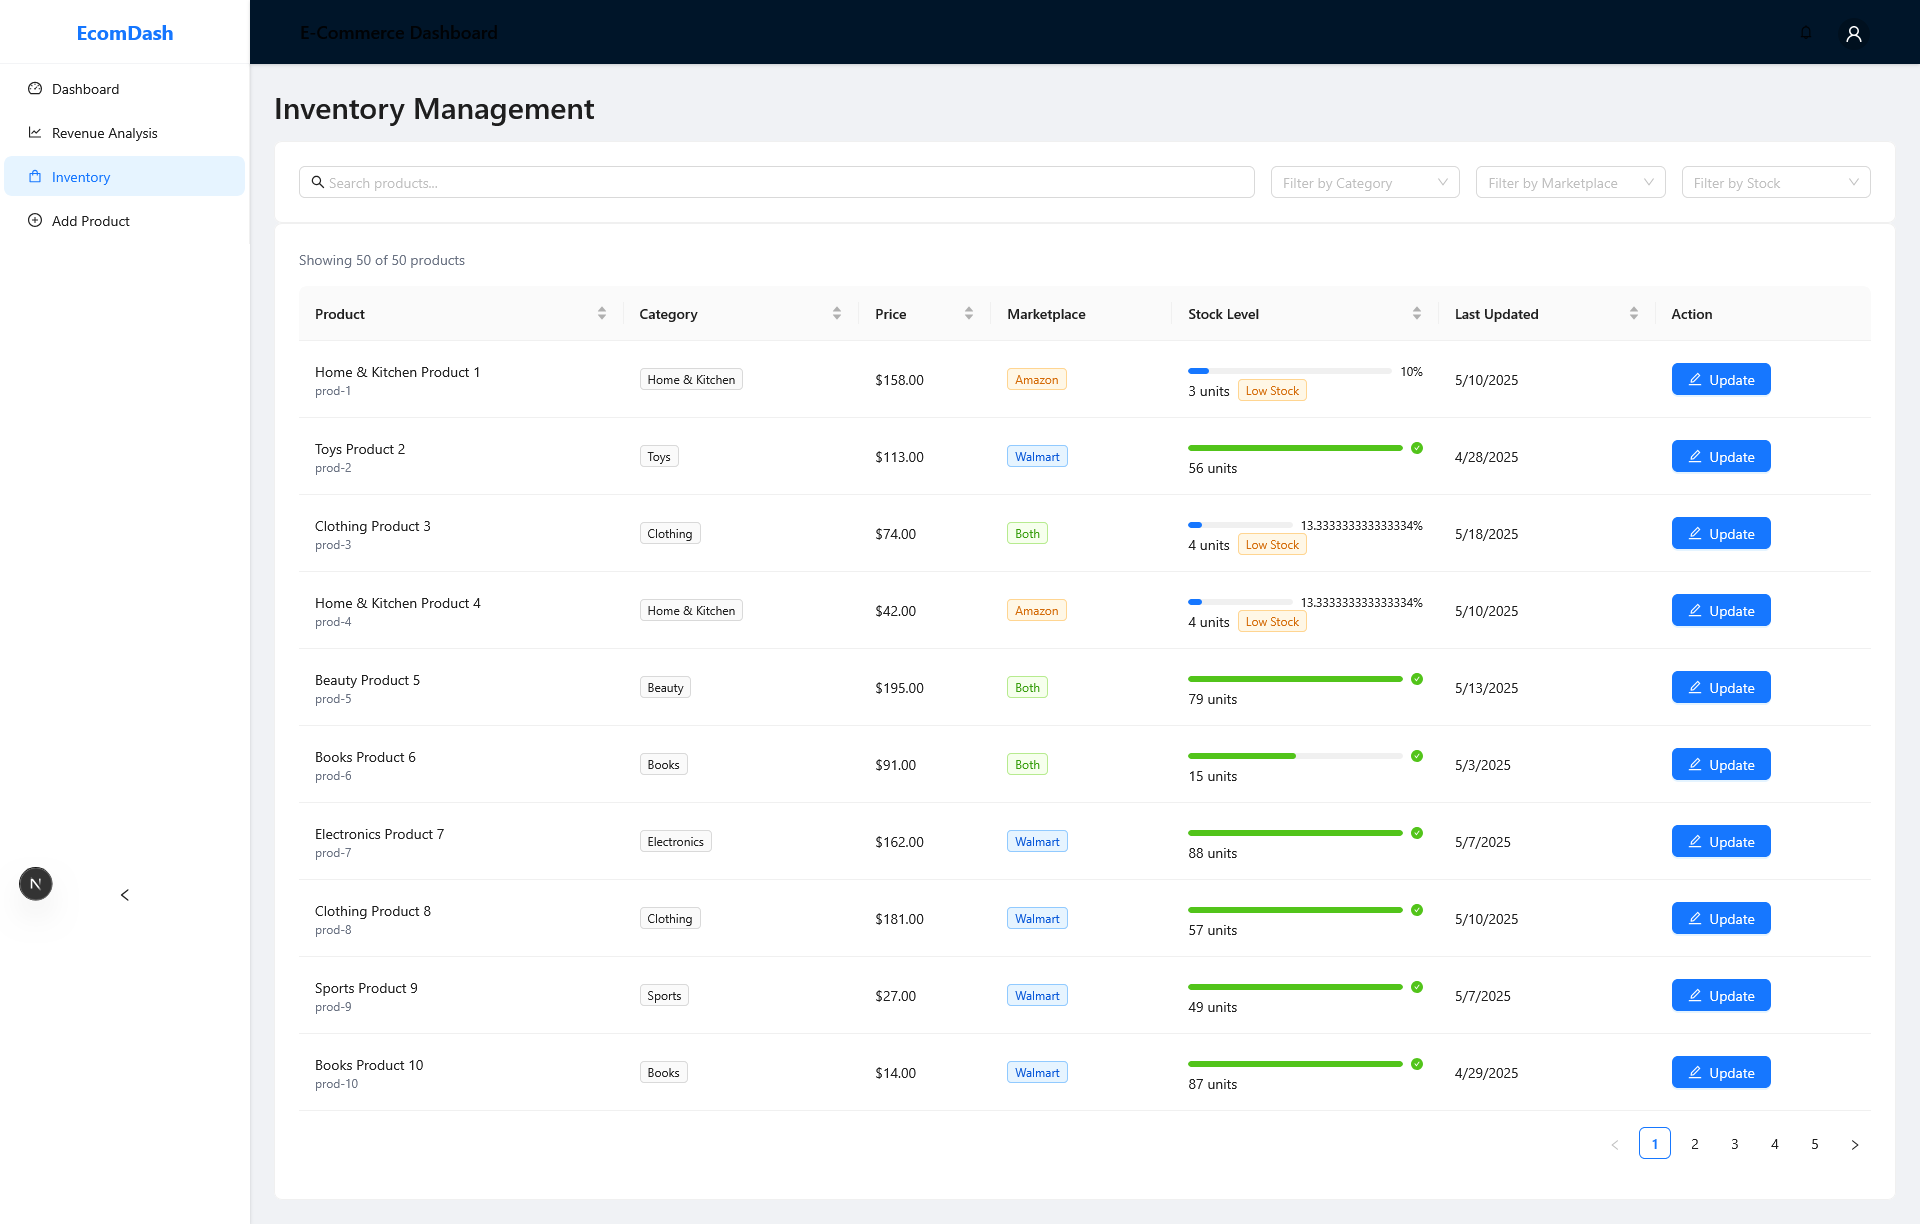 EcomDash
E-Commerce Dashboard
Dashboard
Revenue Analysis
Inventory
Add Product
N
Inventory Management
Search products...
Filter by Category
Filter by Marketplace
Filter by Stock
Showing 50 of 50 products
Product Category Price Marketplace Stock Level Last Updated Action
Home & Kitchen Product 1
prod-1
Home & Kitchen
$158.00
Amazon
10%
3 units Low Stock
5/10/2025
Update
Toys Product 2
prod-2
Toys
$113.00
Walmart
56 units
4/28/2025
Update
Clothing Product 3
prod-3
Clothing
$74.00
Both
13.333333333333334%
4 units Low Stock
5/18/2025
Update
Home & Kitchen Product 4
prod-4
Home & Kitchen
$42.00
Amazon
13.333333333333334%
4 units Low Stock
5/10/2025
Update
Beauty Product 5
prod-5
Beauty
$195.00
Both
79 units
5/13/2025
Update
Books Product 6
prod-6
Books
$91.00
Both
15 units
5/3/2025
Update
Electronics Product 7
prod-7
Electronics
$162.00
Walmart
88 units
5/7/2025
Update
Clothing Product 8
prod-8
Clothing
$181.00
Walmart
57 units
5/10/2025
Update
Sports Product 9
prod-9
Sports
$27.00
Walmart
49 units
5/7/2025
Update
Books Product 10
prod-10
Books
$14.00
Walmart
87 units
4/29/2025
Update
1 2 3 4 5